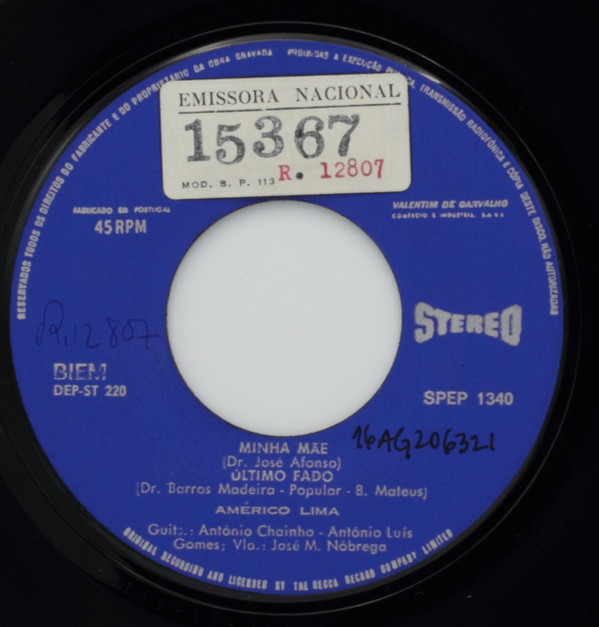 RESERVADOS TODOS OS DIREITOS DO FABRICANTE E DO PROPRIETARIO DA OBRA GRAVADA PROIBIDAS A EXECUÇÃO PUBLICA, TRANSMISSÃO RADIOFÓNICA E CÓPIA DESTE DISCO, NÃO AUTORIZADAS
EMISSORA NACIONAL
15367
MOD. S. P. 113 R. 12807
FABRICADO EM PORTUGAL
45 RPM
VALENTIM DE CARVALHO
COMÉRCIO E INDÚSTRIA,
R.12807
STEREO
BIEM
DEP-ST 220
SPEP 1340
16AG206321
MINHA MÃE
(Dr. José Afonso)
ÚLTIMO FADO
(Dr. Barros Madeira - Popular - B. Mateus)
AMÉRICO LIMA
Guits.: António Chainho - António Luís
Gomes; Vla.: José M. Nóbrega
ORIGINAL RECORDING AND LICENSED BY THE DECCA RECORD COMPANY LIMITED